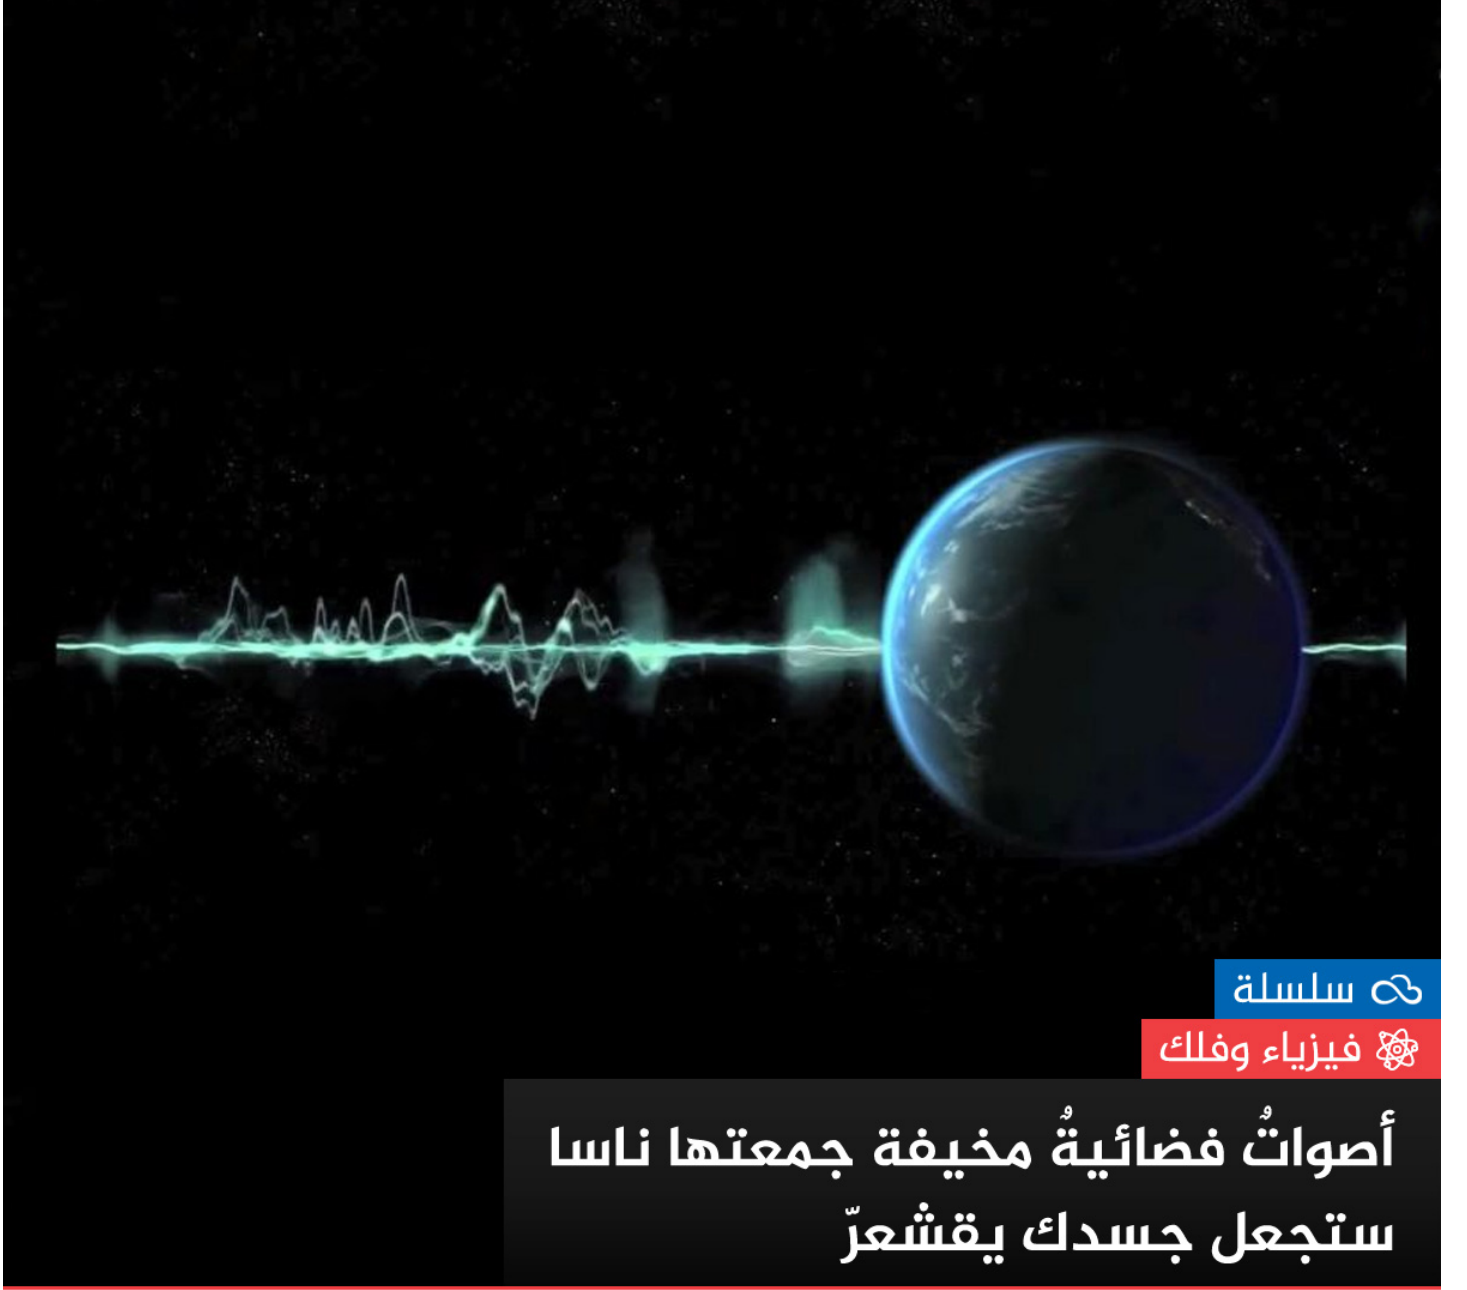 سلسلة
فيزياء وفلك
أصواتٌ فضائيةٌ مخيفة جمعتها ناسا
ستجعل جسدك يقشعرّ